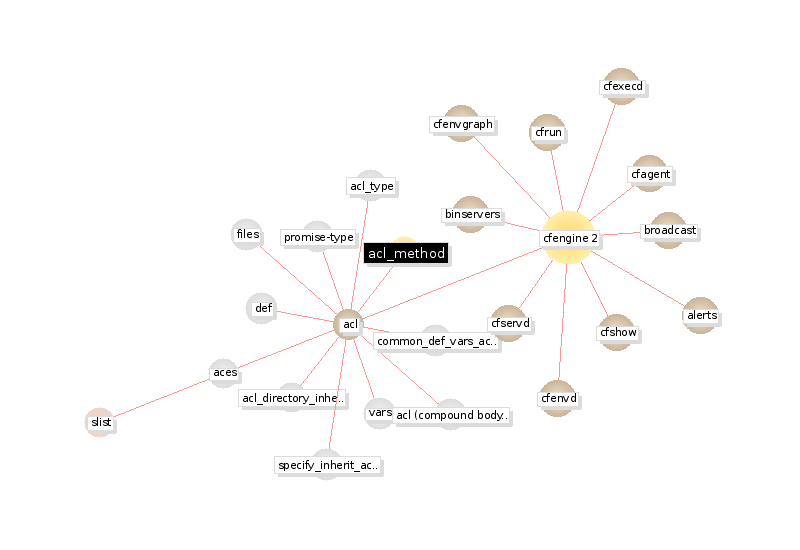 cfexecd
cfenvgraph
cfrun
cfagent
acl_type
binservers
broadcast
files
promise-type
cfengine 2
acl_method
def
alerts
acl
cfservd
cfshow
common_def_vars_ac..
aces
acl_directory_inhe..
cfenvd
vars
acl (compound body..
slist
specify_inherit_ac..